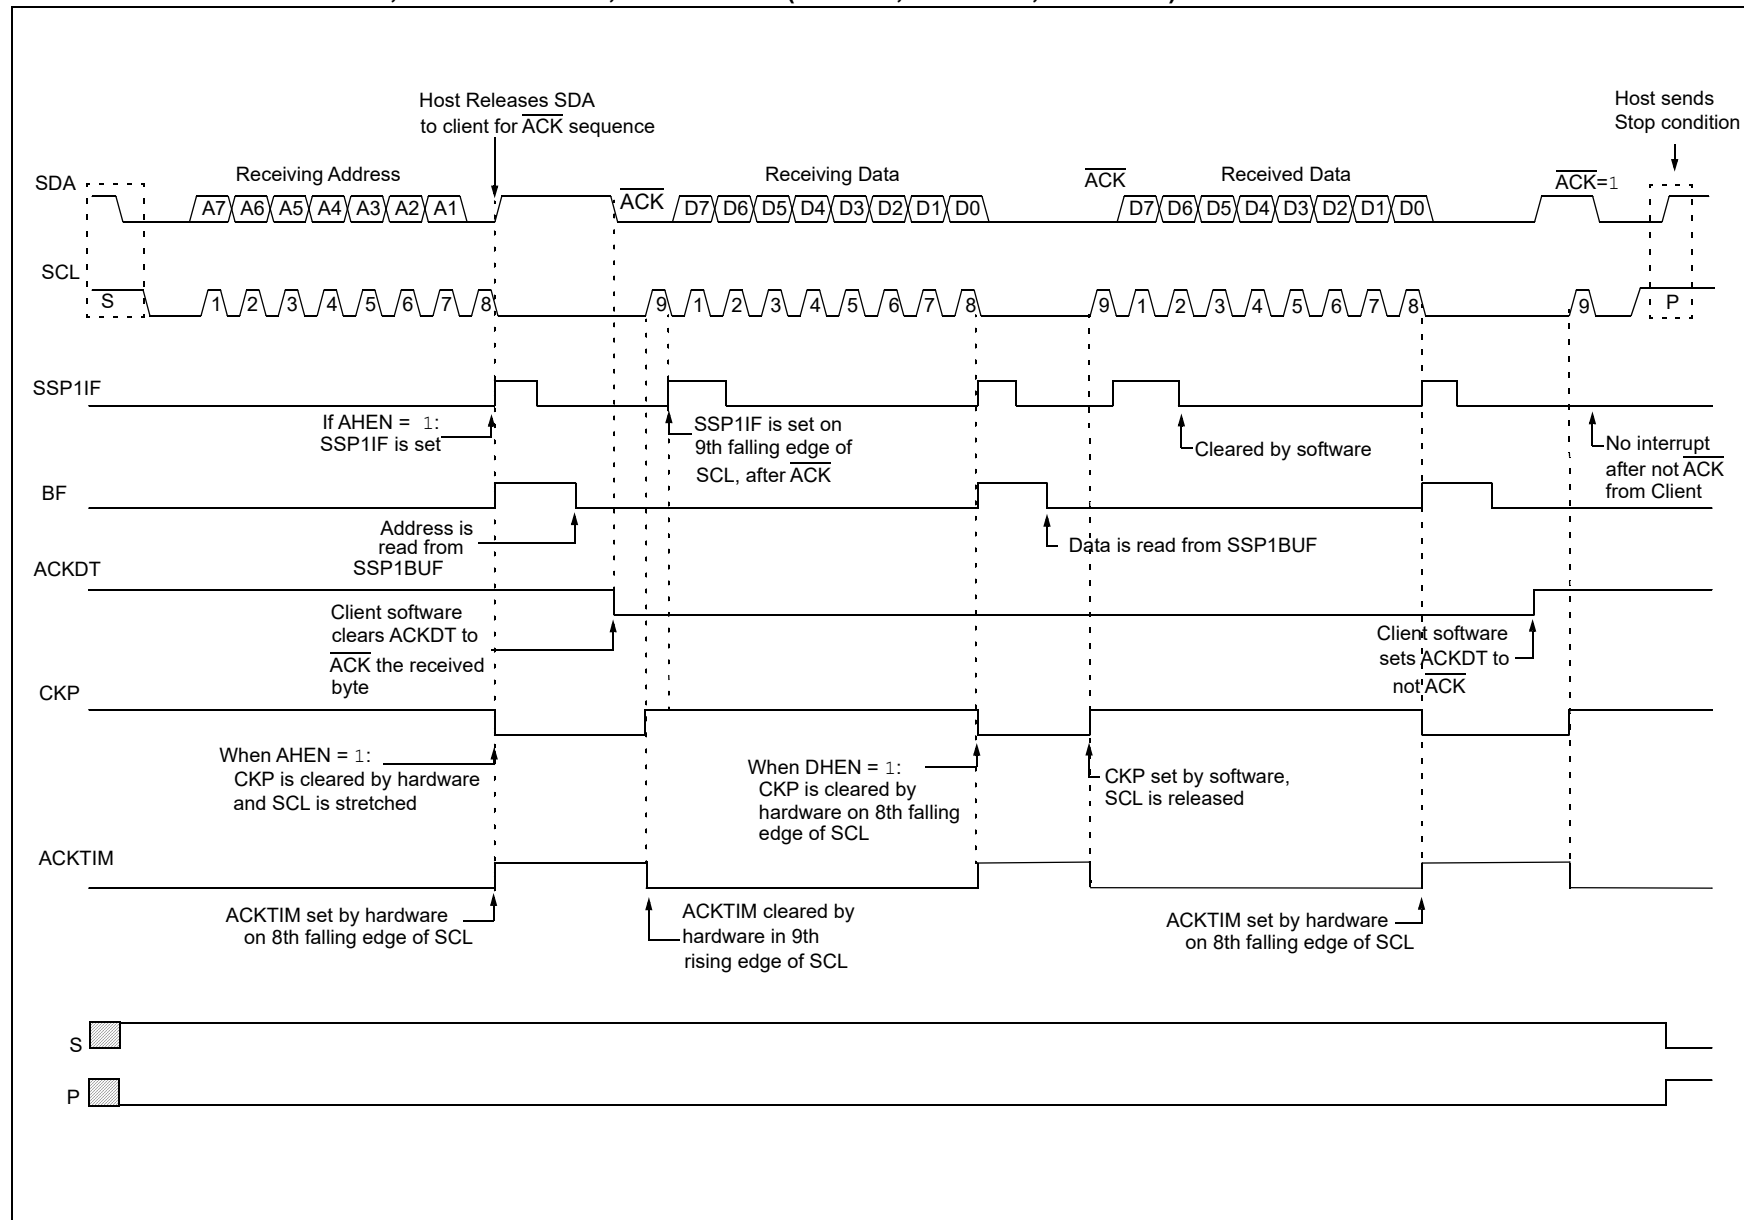 Host Releases SDA
to client for ACK sequence
Host sends
Stop condition
SDA
Receiving Address
ACK
Receiving Data
ACK
Received Data
ACK=1
A7 A6 A5 A4 A3 A2 A1
D7 D6 D5 D4 D3 D2 D1 D0
D7 D6 D5 D4 D3 D2 D1 D0
SCL
S
1 2 3 4 5 6 7 8
9 1 2 3 4 5 6 7 8
9 1 2 3 4 5 6 7 8
9
P
SSP1IF
If AHEN = 1:
SSP1IF is set
SSP1IF is set on
9th falling edge of
SCL, after ACK
Cleared by software
No interrupt
after not ACK
from Client
BF
Address is
read from
SSP1BUF
Data is read from SSP1BUF
ACKDT
Client software
clears ACKDT to
ACK the received
byte
Client software
sets ACKDT to
not ACK
CKP
When AHEN = 1:
CKP is cleared by hardware
and SCL is stretched
When DHEN = 1:
CKP is cleared by
hardware on 8th falling
edge of SCL
CKP set by software,
SCL is released
ACKTIM
ACKTIM set by hardware
on 8th falling edge of SCL
ACKTIM cleared by
hardware in 9th
rising edge of SCL
ACKTIM set by hardware
on 8th falling edge of SCL
S
P